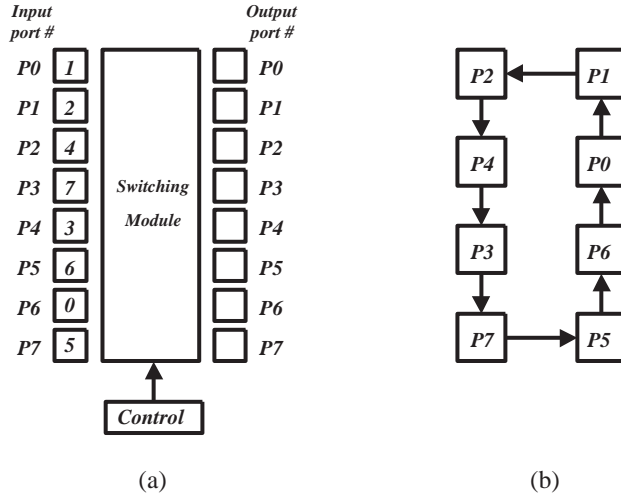 Input Output
port # port #
P0 1 P0
P1 2 P1
P2 4 P2
P3 7 P3
P4 3 P4
P5 6 P5
P6 0 P6
P7 5 P7
Switching
Module
Control
(a)
P2 P1
P4 P0
P3 P6
P7 P5
(b)